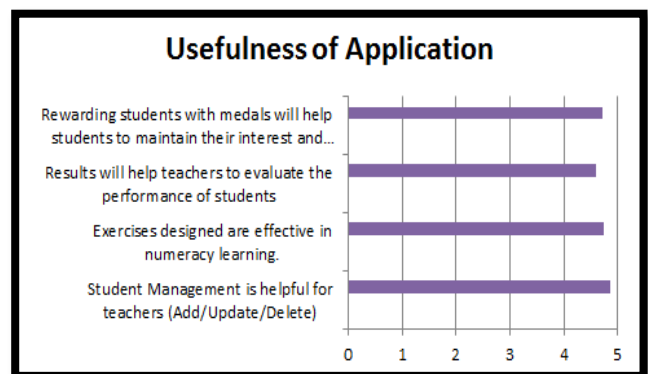 Usefulness of Application
Rewarding students with medals will help
students to maintain their interest and...
Results will help teachers to evaluate the
performance of students
Exercises designed are effective in
numeracy learning.
Student Management is helpful for
teachers (Add/Update/Delete)
0 1 2 3 4 5